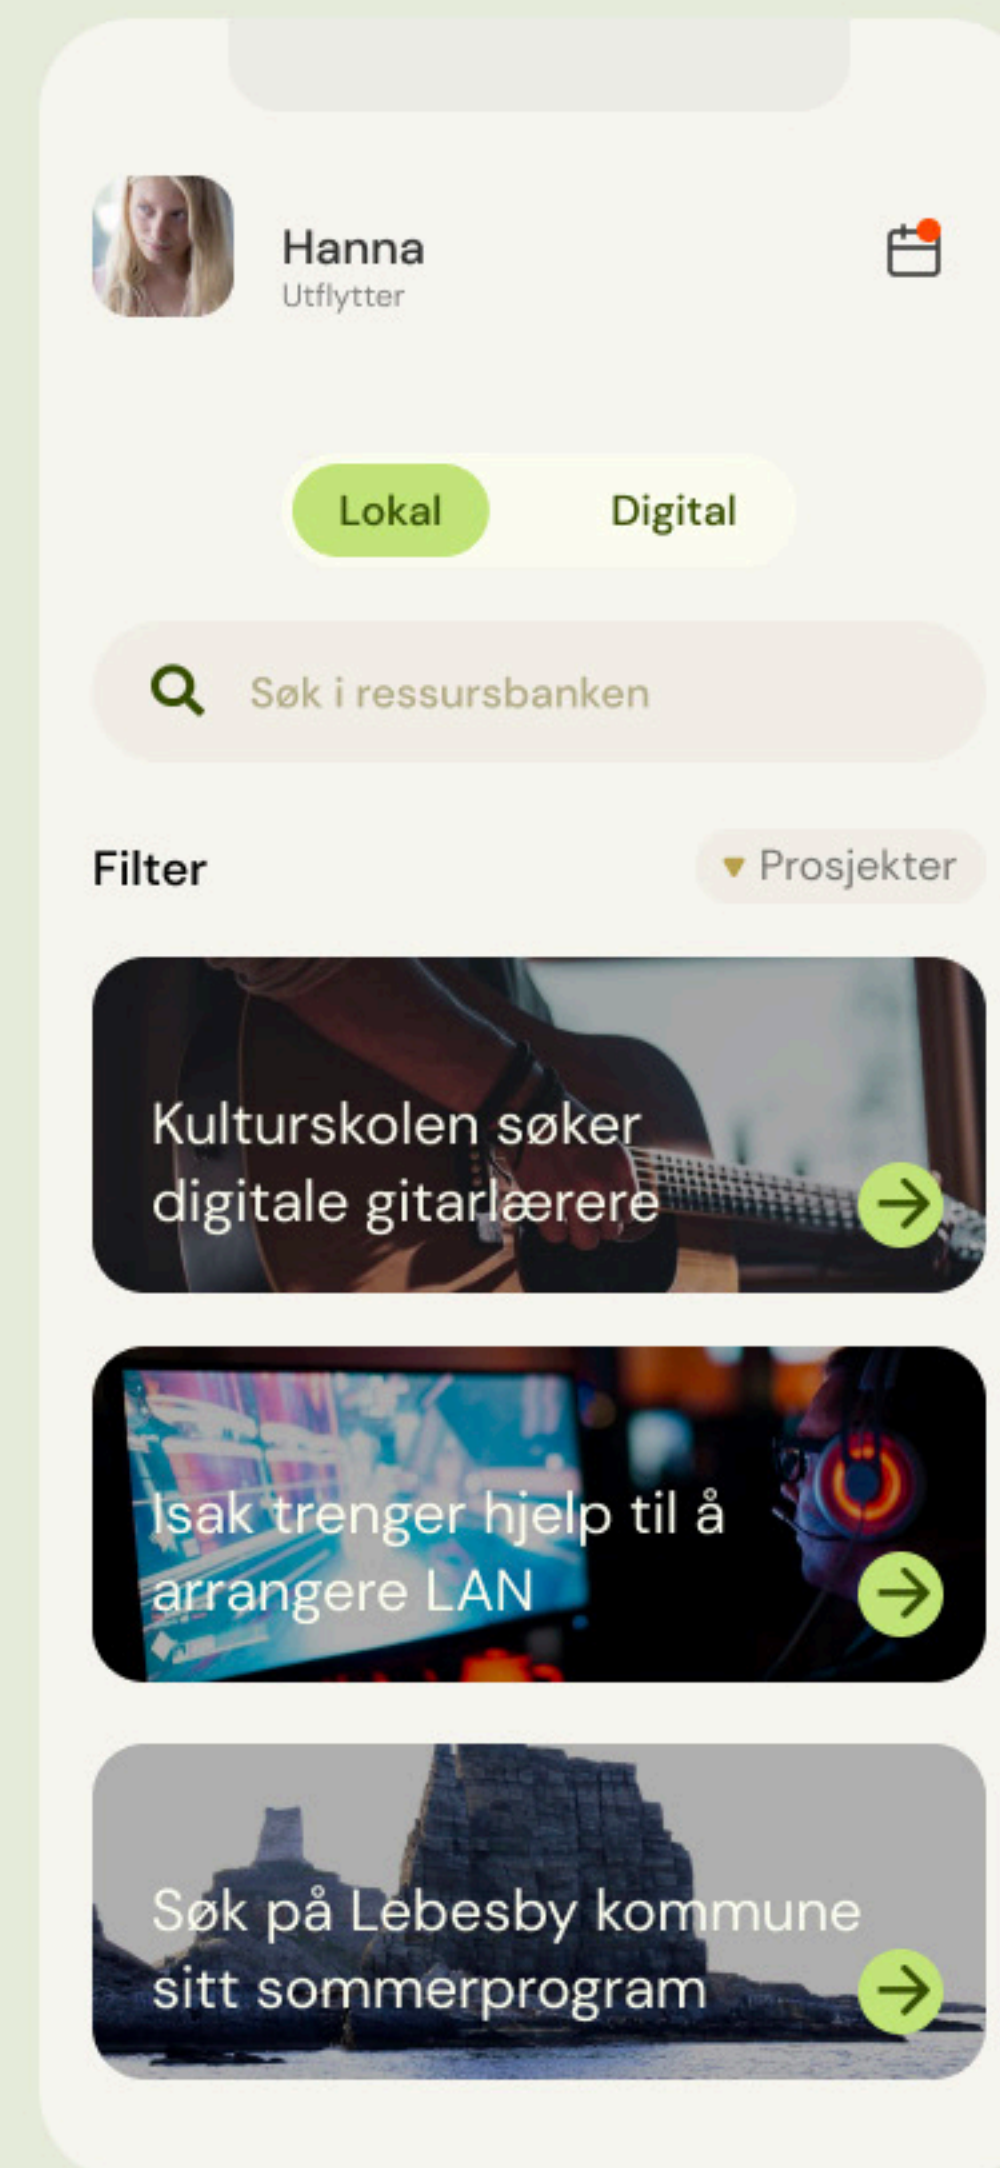 Hanna
Utflytter
Lokal
Digital
Søk i ressursbanken
Filter
Prosjekter
Kulturskolen søker
digitale gitarlærere
Isak trenger hjelp til å
arrangere LAN
Søk på Lebesby kommune
sitt sommerprogram